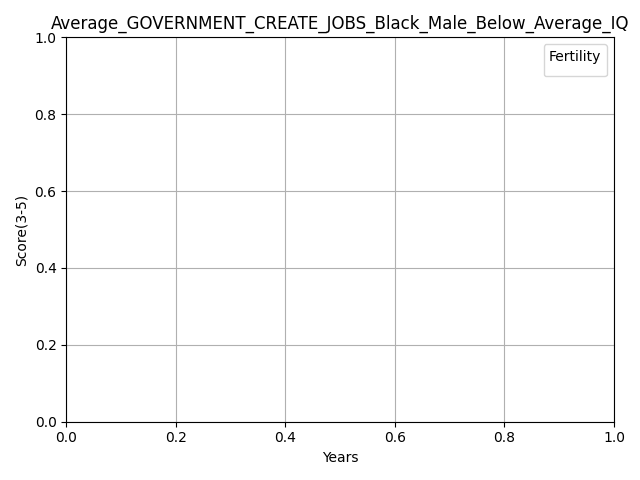 Average_GOVERNMENT_CREATE_JOBS_Black_Male_Below_Average_IQ
Fertility
1.0
0.8
0.6
0.4
0.2
0.0
Score(3-5)
0.0 0.2 0.4 0.6 0.8 1.0
Years